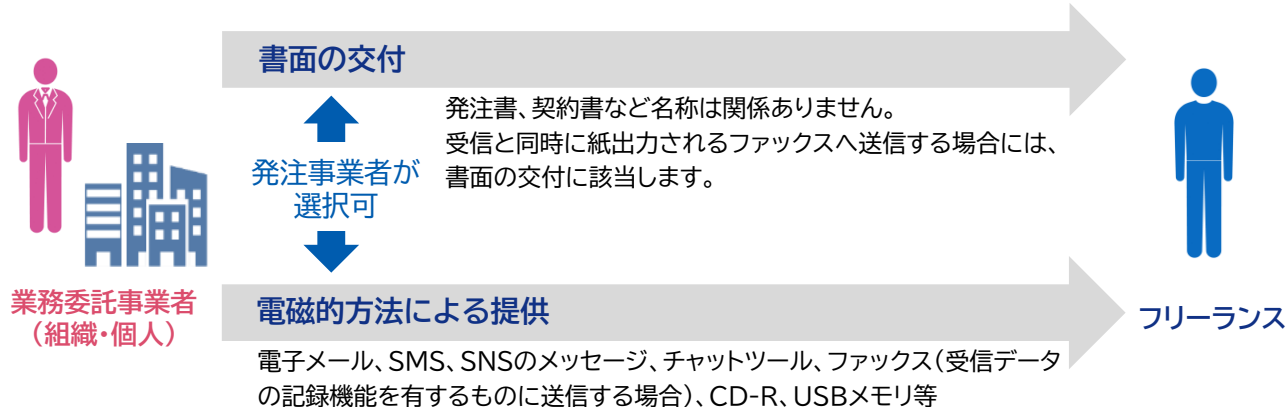 書面の交付
発注書、契約書など名称は関係ありません。
受信と同時に紙出力されるファックスへ送信する場合には、
書面の交付に該当します。
発注事業者が
選択可
業務委託事業者
（組織・個人）
フリーランス
電磁的方法による提供
電子メール、SMS、SNSのメッセージ、チャットツール、ファックス（受信データ
の記録機能を有するものに送信する場合）、CD-R、USBメモリ等